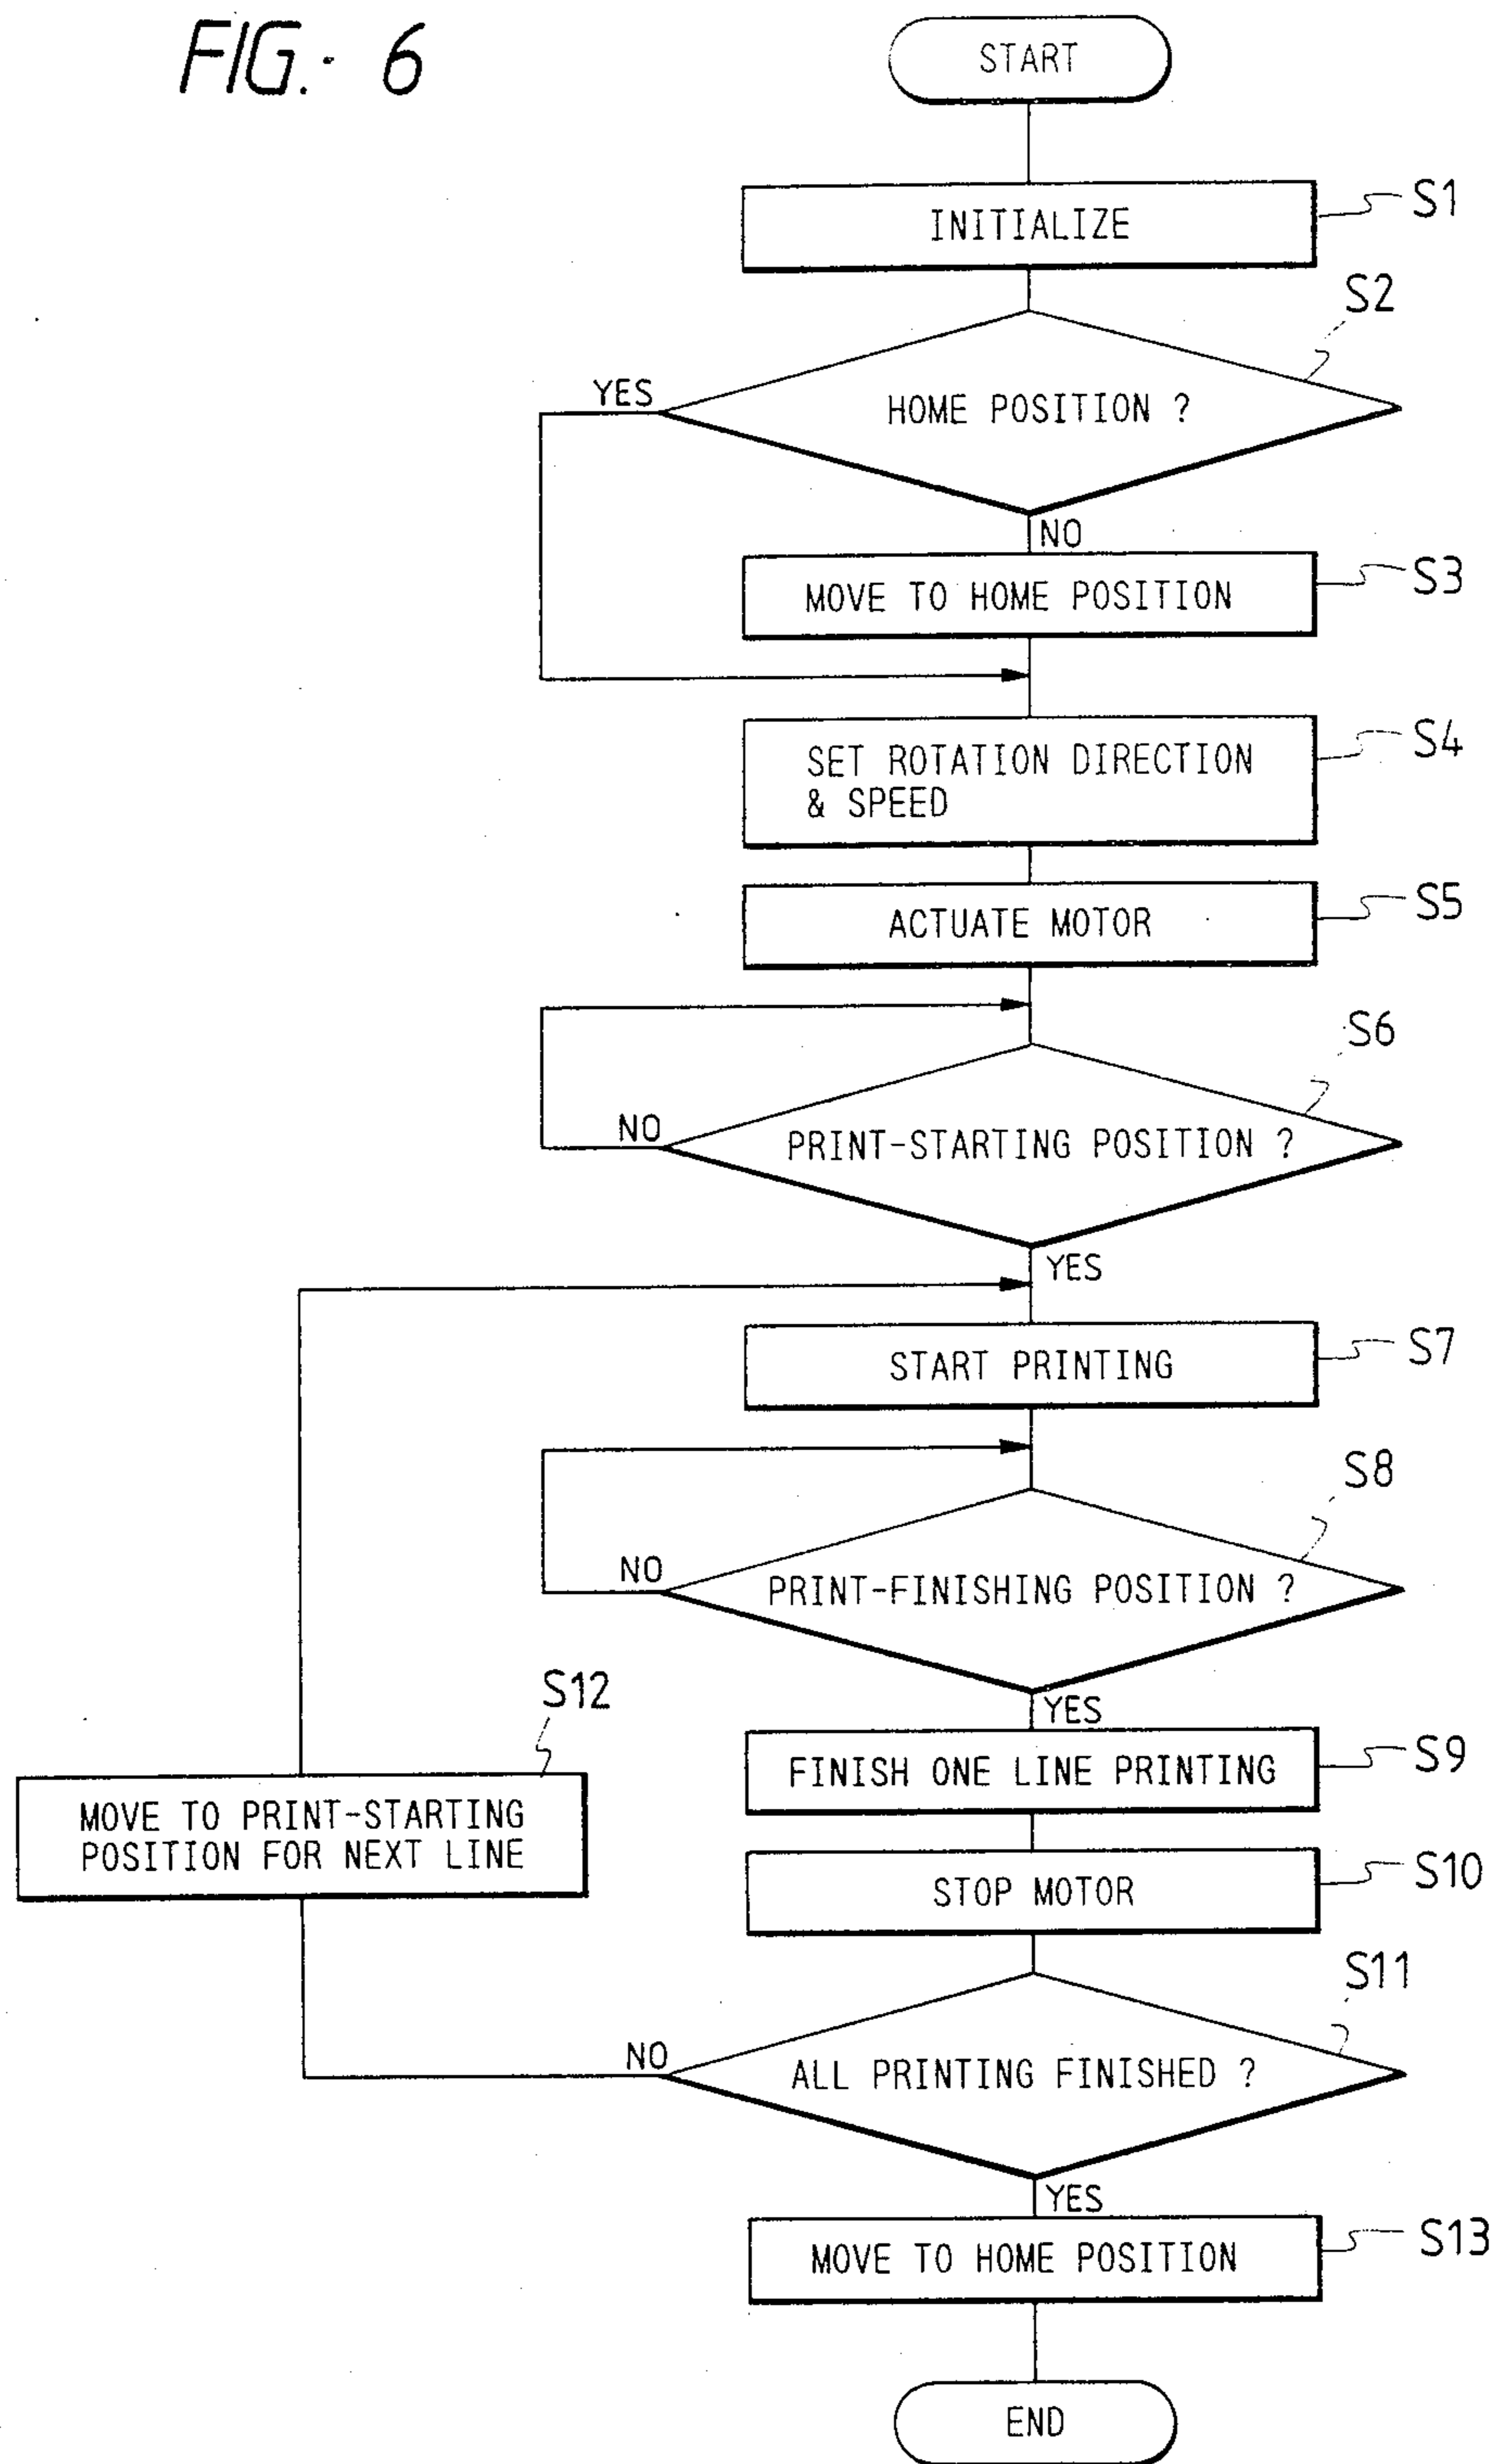 FIG. 6
START
INITIALIZE
S1
S2
YES
HOME POSITION ?
NO
MOVE TO HOME POSITION
S3
SET ROTATION DIRECTION
& SPEED
S4
ACTUATE MOTOR
S5
S6
NO
PRINT-STARTING POSITION ?
YES
START PRINTING
S7
S8
NO
PRINT-FINISHING POSITION ?
YES
S12
FINISH ONE LINE PRINTING
S9
MOVE TO PRINT-STARTING
POSITION FOR NEXT LINE
STOP MOTOR
S10
S11
NO
ALL PRINTING FINISHED ?
YES
MOVE TO HOME POSITION
S13
END